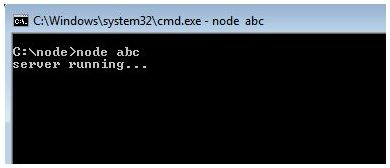 C:\Windows\system32\cmd.exe - node abc
C:\node>node abc
server running...